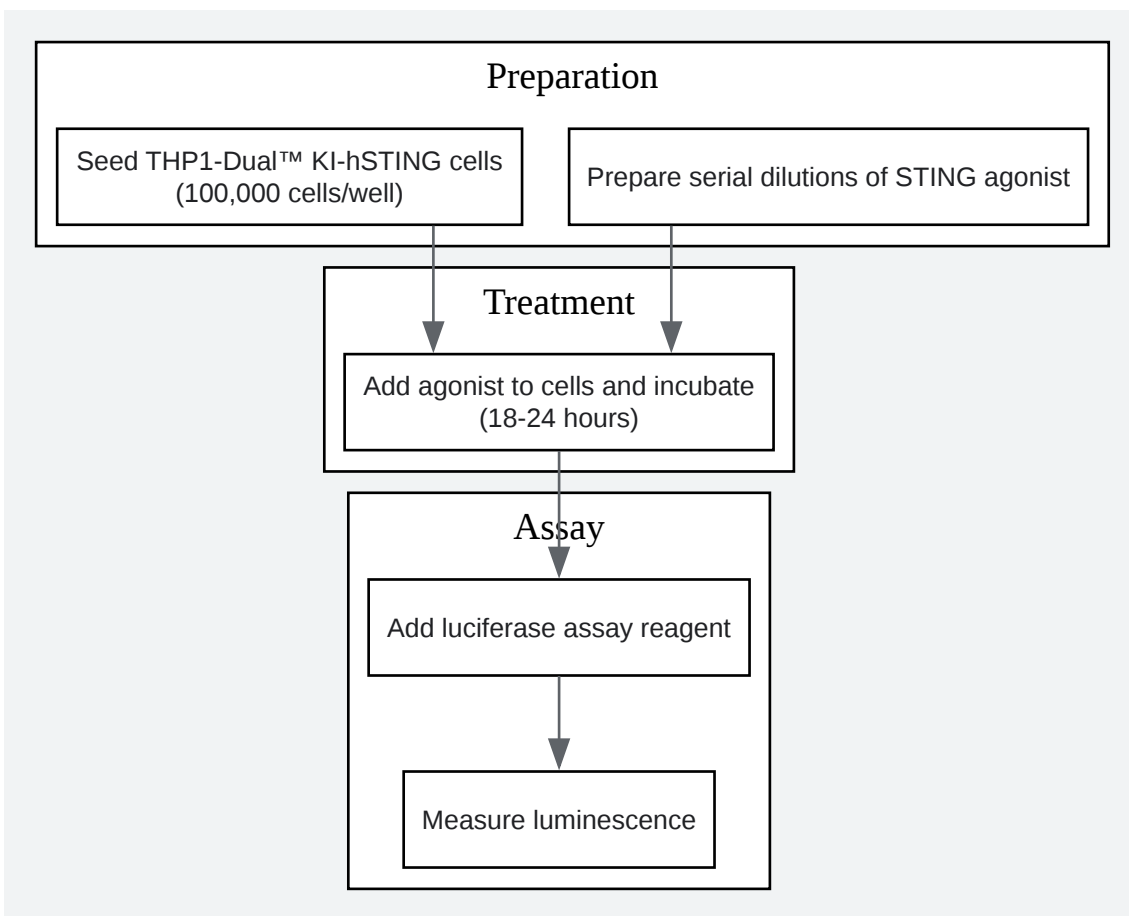 Preparation
Seed THP1-Dual™ KI-hSTING cells
(100,000 cells/well)
Prepare serial dilutions of STING agonist
Treatment
Add agonist to cells and incubate
(18-24 hours)
Assay
Add luciferase assay reagent
Measure luminescence